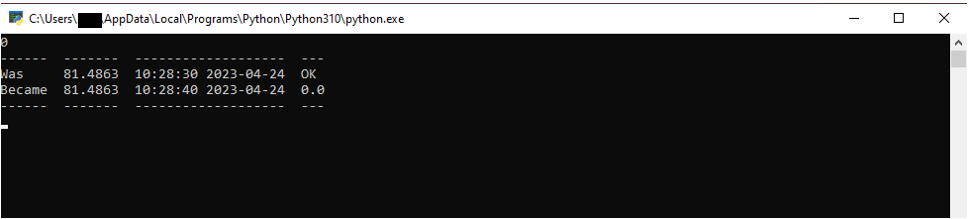 C:\Users\ \AppData\Local\Programs\Python\Python310\python.exe
0
------  -------  -------------------  ---
Was     81.4863  10:28:30 2023-04-24  OK
Became  81.4863  10:28:40 2023-04-24  0.0
------  -------  -------------------  ---